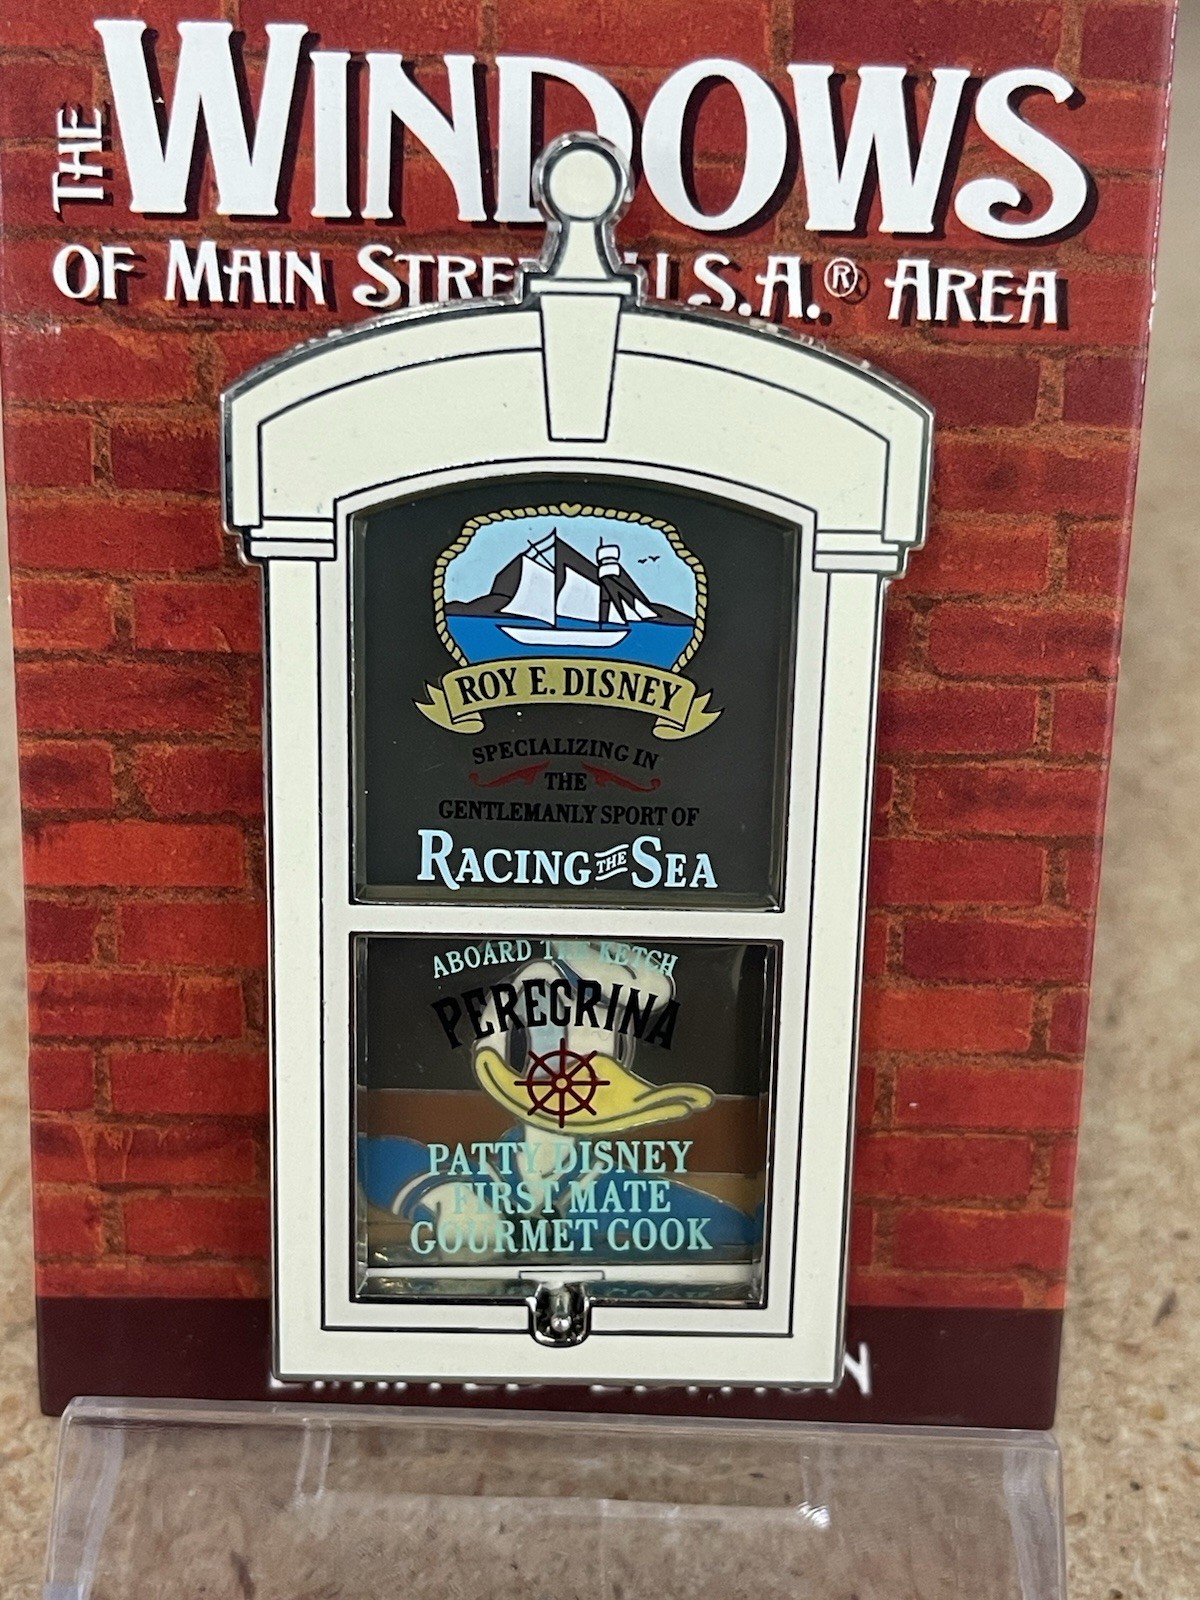 THE WINDOWS
OF MAIN STREET U.S.A.® AREA
ROY E. DISNEY
SPECIALIZING IN
THE
GENTLEMANLY SPORT OF
RACING THE SEA
ABOARD THE KETCH
PEREGRINA
PATTY DISNEY
FIRST MATE
GOURMET COOK